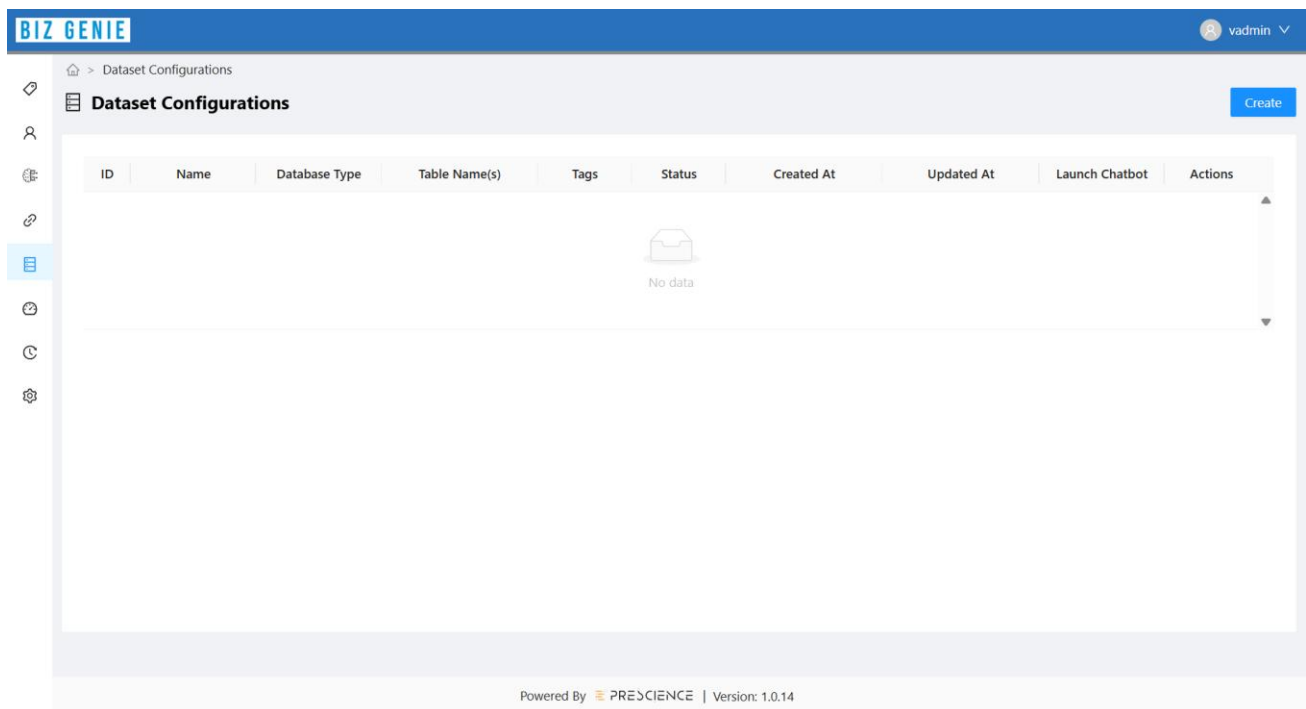 BIZ GENIE
vadmin
> Dataset Configurations
Dataset Configurations
Create
ID Name Database Type Table Name(s) Tags Status Created At Updated At Launch Chatbot Actions
No data
Powered By PRESCIENCE | Version: 1.0.14